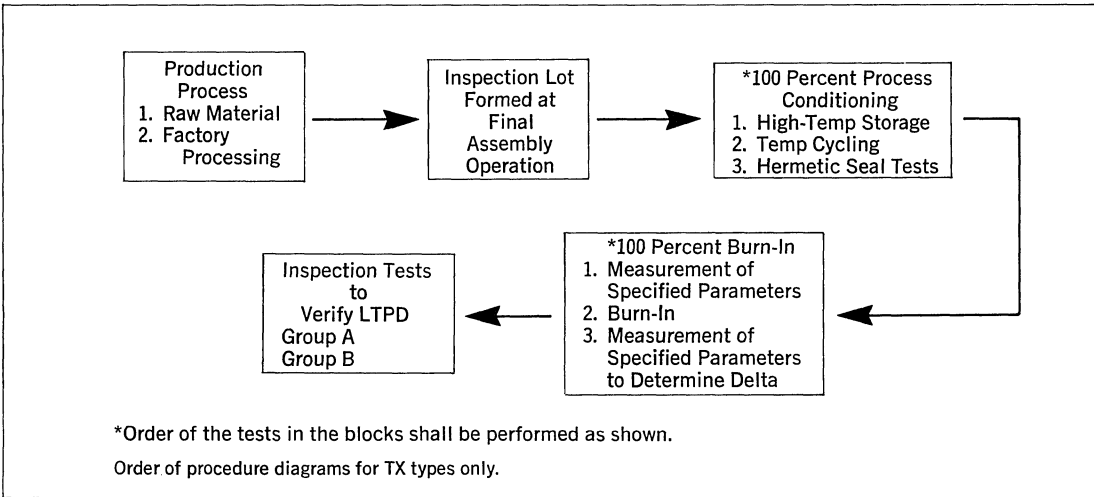 Production
Process
1. Raw Material
2. Factory
Processing
Inspection Lot
Formed at
Final
Assembly
Operation
*100 Percent Process
Conditioning
1. High-Temp Storage
2. Temp Cycling
3. Hermetic Seal Tests
*100 Percent Burn-In
1. Measurement of
Specified Parameters
2. Burn-In
3. Measurement of
Specified Parameters
to Determine Delta
Inspection Tests
to
Verify LTPD
Group A
Group B
*Order of the tests in the blocks shall be performed as shown.
Order of procedure diagrams for TX types only.